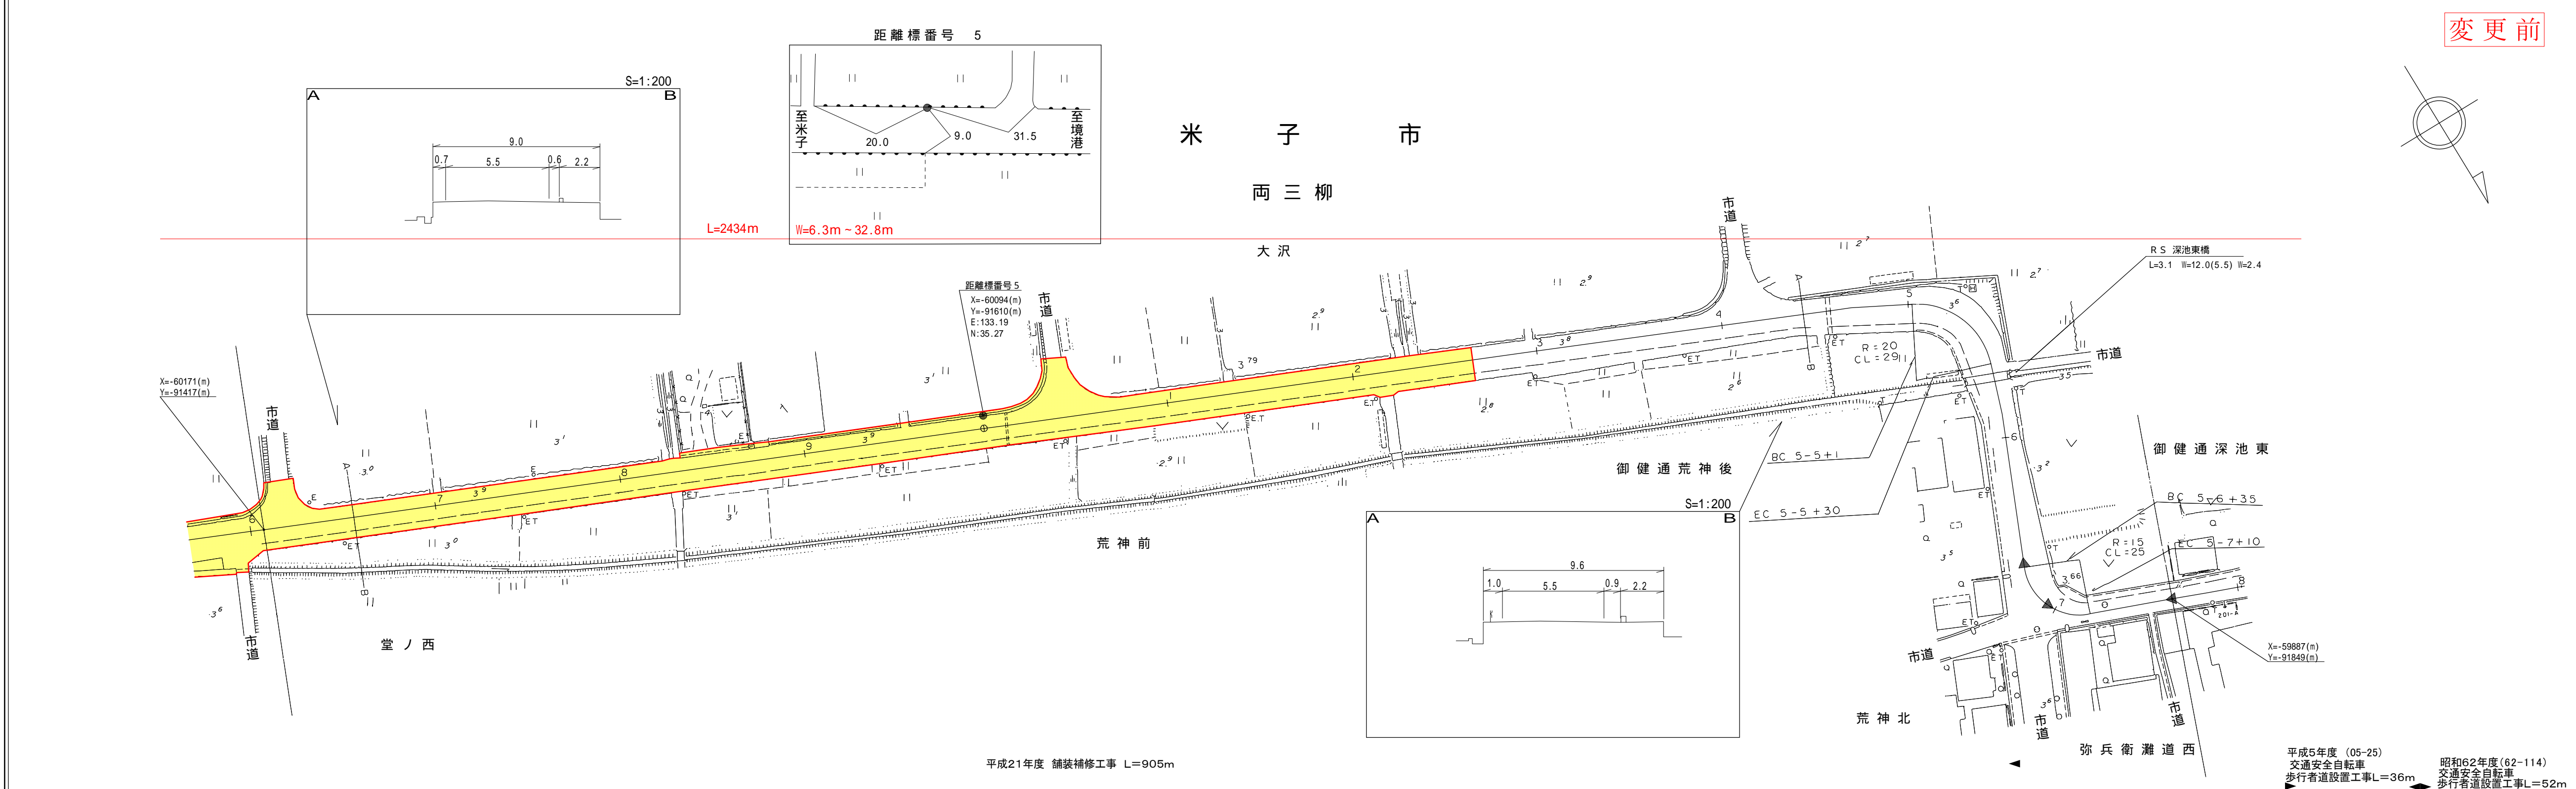 変更前
距離標番号 5
S=1:200
A
B
9.0
0.7
5.5
0.6
2.2
至米子
至境港
20.0
9.0
31.5
L=2434m
W=6.3m～32.8m
米子市
両三柳
大沢
市道
RS 深池東橋
L=3.1 W=12.0(5.5) W=2.4
距離標番号5
X=-60094(m)
Y=-91610(m)
E:133.19
N:35.27
市道
X=-60171(m)
Y=-91417(m)
市道
市道
R=20
CL=29
市道
御健通荒神後
BC 5-5+1
EC 5-5+30
御健通深池東
BC 5-6+35
EC 5-7+10
R=15
CL=25
3.66
荒神前
堂ノ西
S=1:200
A
B
9.6
1.0
5.5
0.9
2.2
X=-59887(m)
Y=-91849(m)
市道
市道
市道
荒神北
弥兵衛灘道西
平成21年度 舗装補修工事 L=905m
平成5年度 (05-25)
交通安全自転車
歩行者道設置工事L=36m
昭和62年度(62-114)
交通安全自転車
歩行者道設置工事L=52m